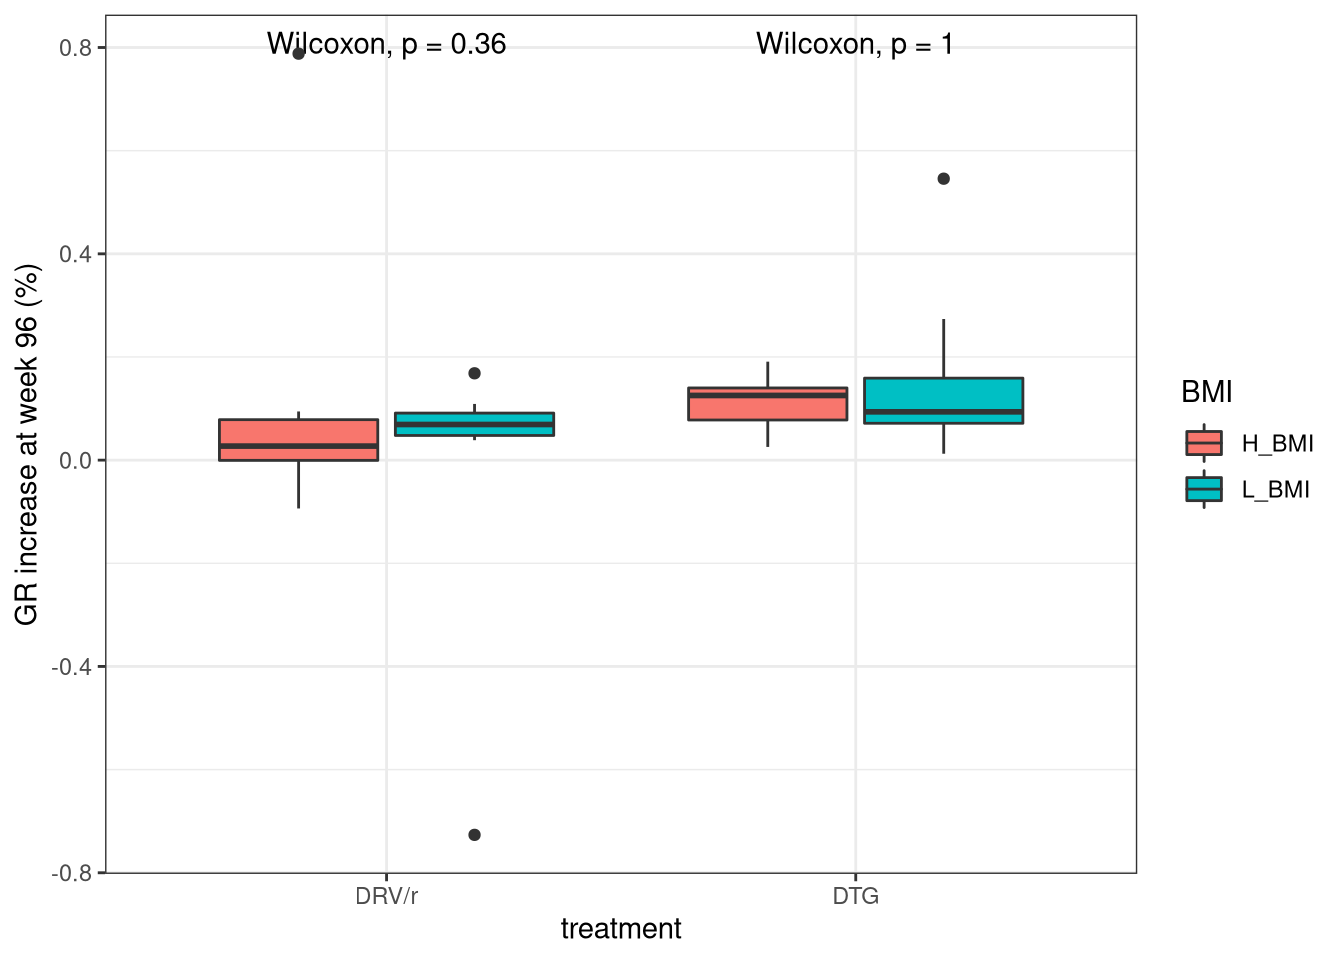 Wilcoxon, p = 0.36
Wilcoxon, p = 1
0.8
0.4
0.0
-0.4
-0.8
GR increase at week 96 (%)
DRV/r
DTG
treatment
BMI
H_BMI
L_BMI